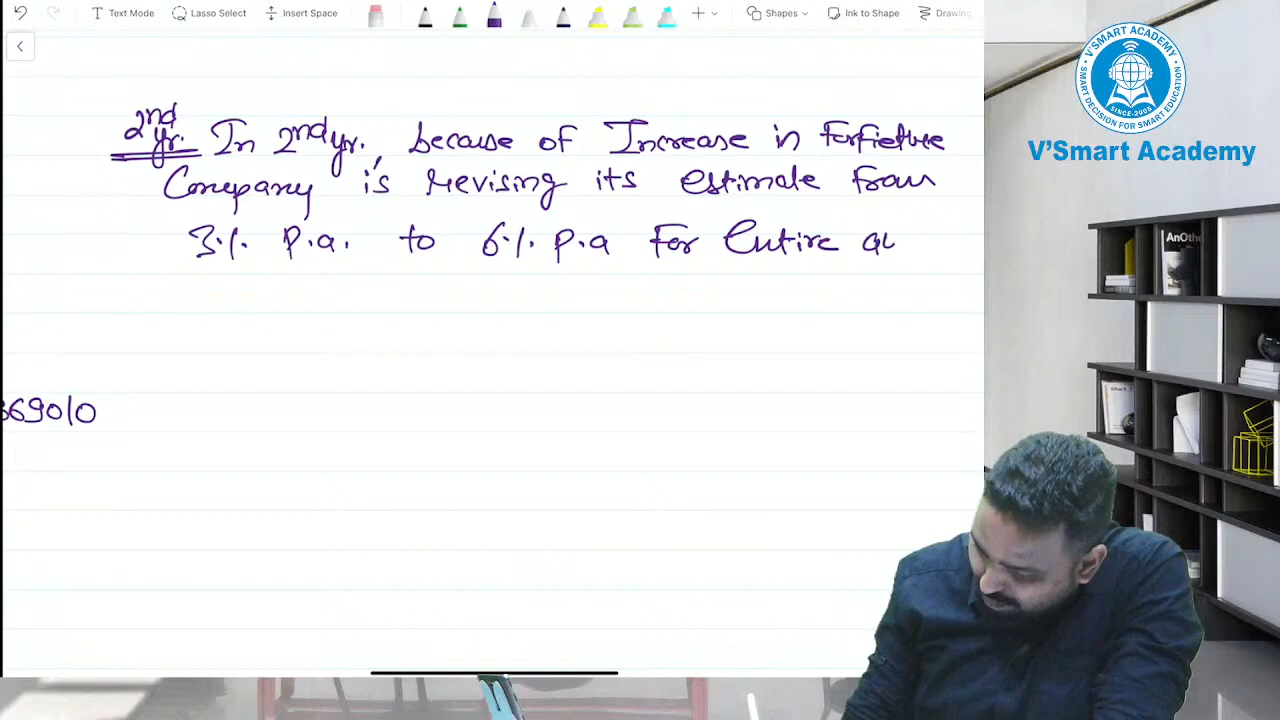 Text Mode Lasso Select Insert Space Shapes Ink to Shape Drawing
V'SMART ACADEMY
SMART DECISION FOR SMART EDUCATION
SINCE-2005
V'Smart Academy
2nd yr. In 2nd yr. because of Increase in forfieture
Company is revising its estimate from
3.%. P.a. to 6.%. P.a for Entire
369010